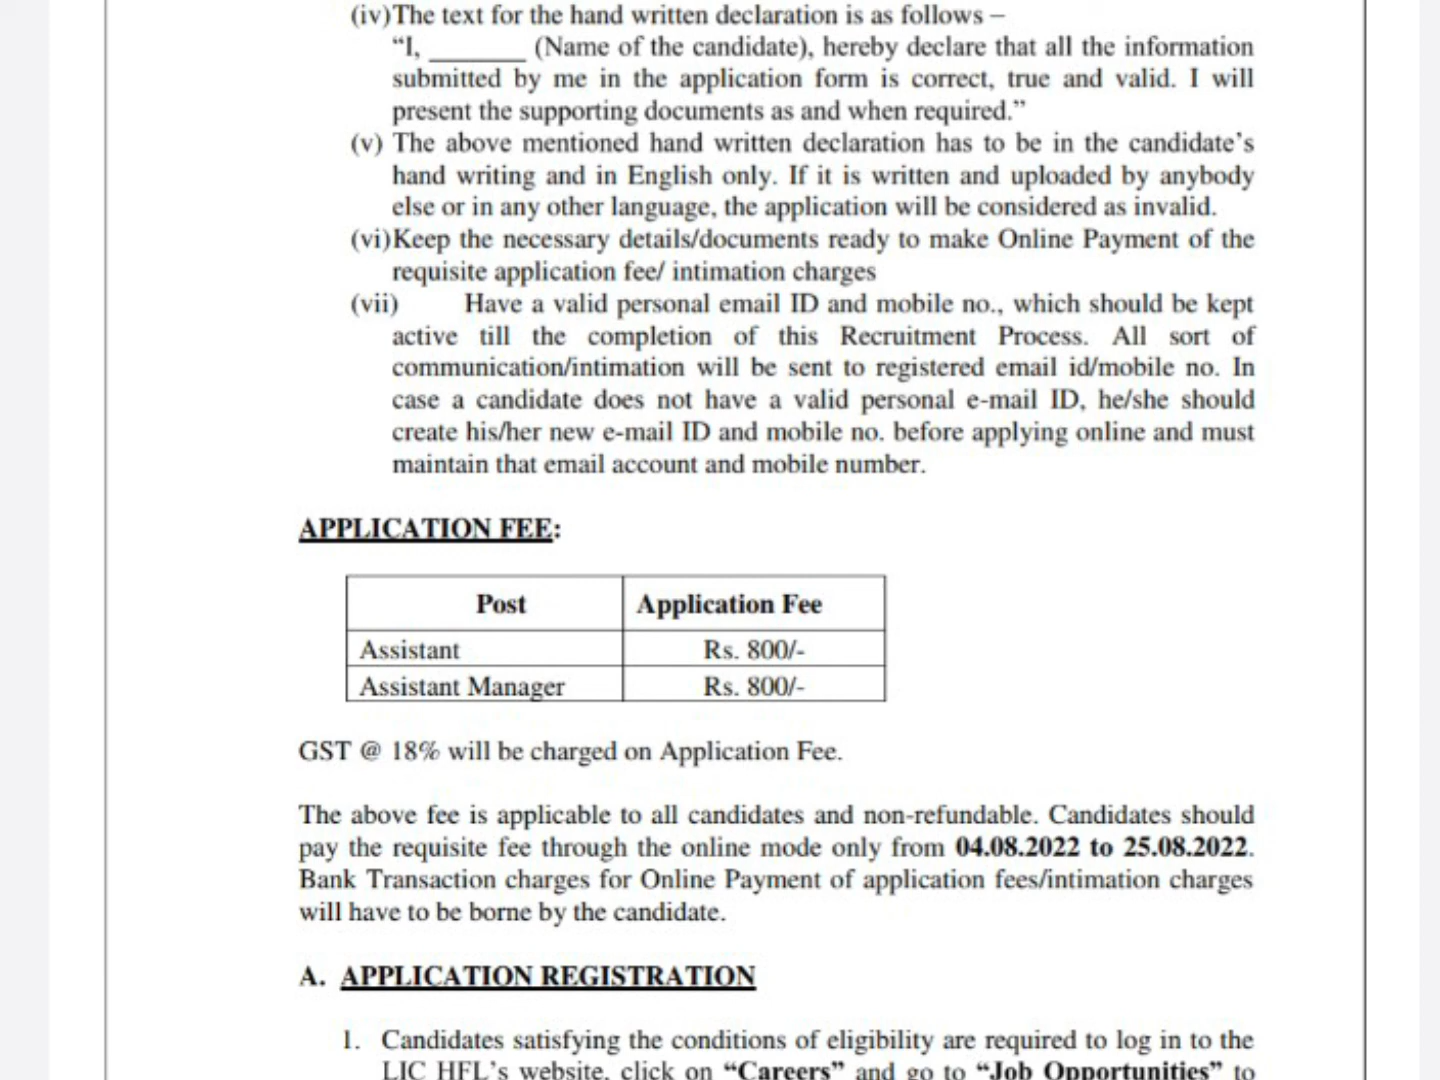 (iv)The text for the hand written declaration is as follows –
“I, _______ (Name of the candidate), hereby declare that all the information
submitted by me in the application form is correct, true and valid. I will
present the supporting documents as and when required.”
(v) The above mentioned hand written declaration has to be in the candidate’s
hand writing and in English only. If it is written and uploaded by anybody
else or in any other language, the application will be considered as invalid.
(vi)Keep the necessary details/documents ready to make Online Payment of the
requisite application fee/ intimation charges
(vii) Have a valid personal email ID and mobile no., which should be kept
active till the completion of this Recruitment Process. All sort of
communication/intimation will be sent to registered email id/mobile no. In
case a candidate does not have a valid personal e-mail ID, he/she should
create his/her new e-mail ID and mobile no. before applying online and must
maintain that email account and mobile number.
APPLICATION FEE:
Post Application Fee
Assistant Rs. 800/-
Assistant Manager Rs. 800/-
GST @ 18% will be charged on Application Fee.
The above fee is applicable to all candidates and non-refundable. Candidates should
pay the requisite fee through the online mode only from 04.08.2022 to 25.08.2022.
Bank Transaction charges for Online Payment of application fees/intimation charges
will have to be borne by the candidate.
A. APPLICATION REGISTRATION
1. Candidates satisfying the conditions of eligibility are required to log in to the
LIC HFL’s website, click on “Careers” and go to “Job Opportunities” to